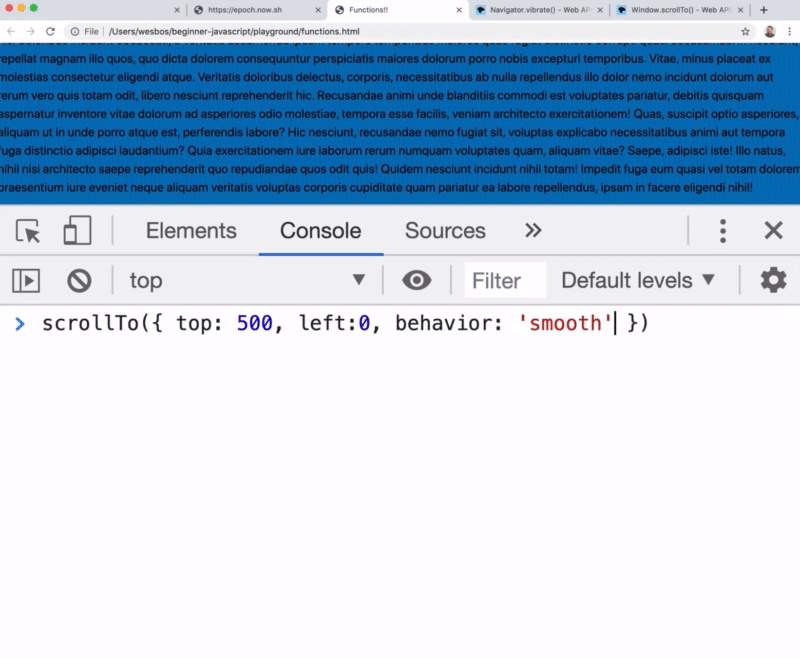 https://epoch.now.sh
Functions!!
Navigator.vibrate() - Web AP
Window.scrollTo() - Web API
File
/Users/wesbos/beginner-javascript/playground/functions.html
repellat magnam illo quos, quo dicta dolorem consequuntur perspiciatis maiores dolorum porro nobis excepturi temporibus. Vitae, minus placeat ex
molestias consectetur eligendi atque. Veritatis doloribus delectus, corporis, necessitatibus ab nulla repellendus illo dolor nemo incidunt dolorum aut
rerum vero quis totam odit, libero nesciunt reprehenderit hic. Recusandae animi unde blanditiis commodi est voluptates pariatur, debitis quisquam
aspernatur inventore vitae dolorum ad asperiores odio molestiae, tempora esse facilis, veniam architecto exercitationem! Quas, suscipit optio asperiores,
aliquam ut in unde porro atque est, perferendis labore? Hic nesciunt, recusandae nemo fugiat sit, voluptas explicabo necessitatibus animi aut tempora
fuga distinctio adipisci laudantium? Quia exercitationem iure laborum rerum numquam voluptates quam, aliquam vitae? Saepe, adipisci iste! Illo natus,
nihil nisi architecto saepe reprehenderit quo repudiandae quos odit quis! Quidem nesciunt incidunt nihil totam! Impedit fuga eum quasi vel totam dolorem
praesentium iure eveniet neque aliquam veritatis voluptas corporis cupiditate quam pariatur ea labore repellendus, ipsam in facere eligendi nihil!
Elements
Console
Sources
top
Filter
Default levels
scrollTo({ top: 500, left:0, behavior: 'smooth' })